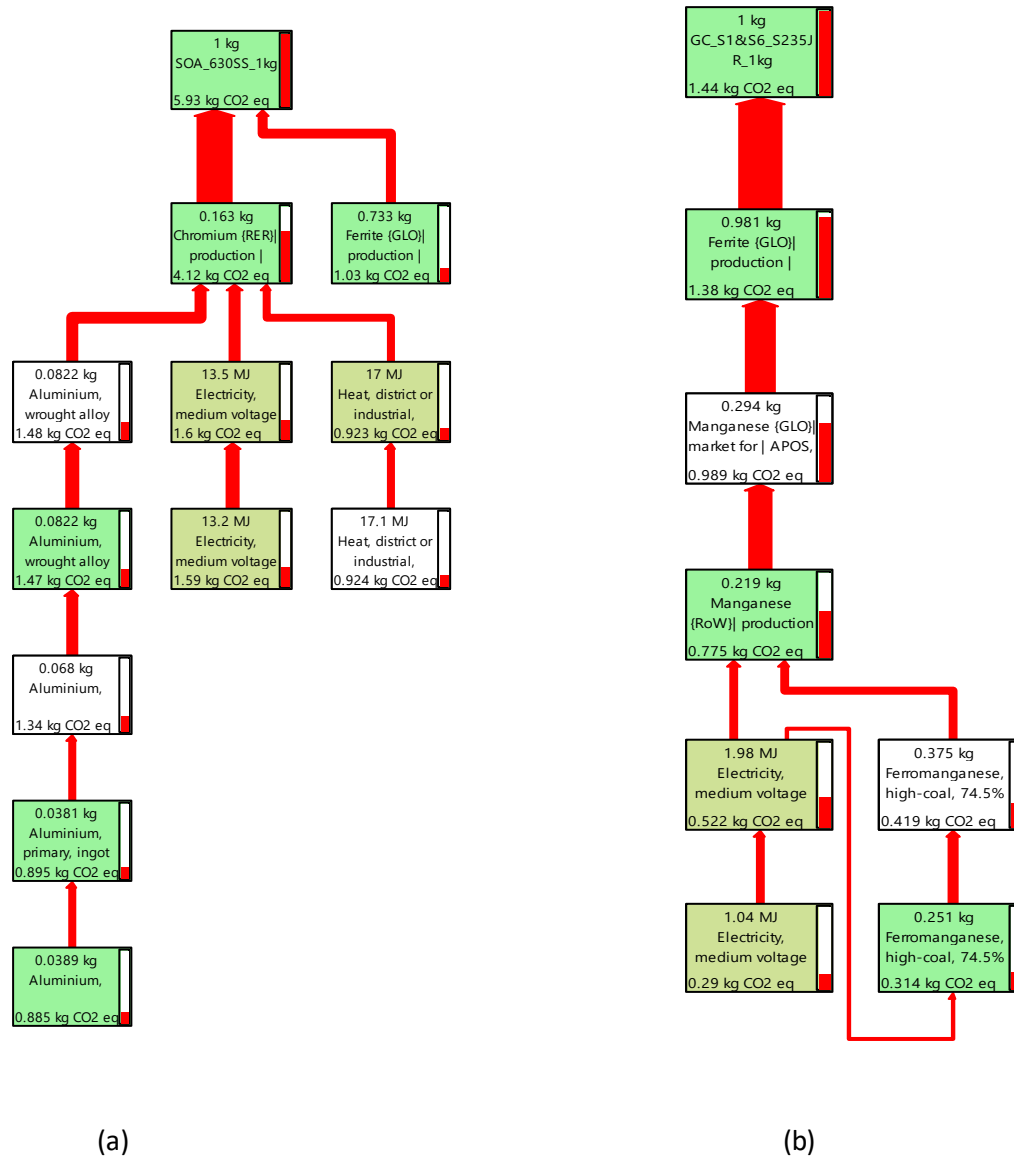 1 kg
SOA_630SS_1kg
5.93 kg CO2 eq
0.163 kg
Chromium {RER}|
production |
4.12 kg CO2 eq
0.733 kg
Ferrite {GLO}|
production |
1.03 kg CO2 eq
0.0822 kg
Aluminium,
wrought alloy
1.48 kg CO2 eq
13.5 MJ
Electricity,
medium voltage
1.6 kg CO2 eq
17 MJ
Heat, district or
industrial,
0.923 kg CO2 eq
0.0822 kg
Aluminium,
wrought alloy
1.47 kg CO2 eq
13.2 MJ
Electricity,
medium voltage
1.59 kg CO2 eq
17.1 MJ
Heat, district or
industrial,
0.924 kg CO2 eq
0.068 kg
Aluminium,
1.34 kg CO2 eq
0.0381 kg
Aluminium,
primary, ingot
0.895 kg CO2 eq
0.0389 kg
Aluminium,
0.885 kg CO2 eq
(a)
1 kg
GC_S1&S6_S235J
R_1kg
1.44 kg CO2 eq
0.981 kg
Ferrite {GLO}|
production |
1.38 kg CO2 eq
0.294 kg
Manganese {GLO}|
market for | APOS,
0.989 kg CO2 eq
0.219 kg
Manganese
{RoW}| production
0.775 kg CO2 eq
1.98 MJ
Electricity,
medium voltage
0.522 kg CO2 eq
0.375 kg
Ferromanganese,
high-coal, 74.5%
0.419 kg CO2 eq
1.04 MJ
Electricity,
medium voltage
0.29 kg CO2 eq
0.251 kg
Ferromanganese,
high-coal, 74.5%
0.314 kg CO2 eq
(b)